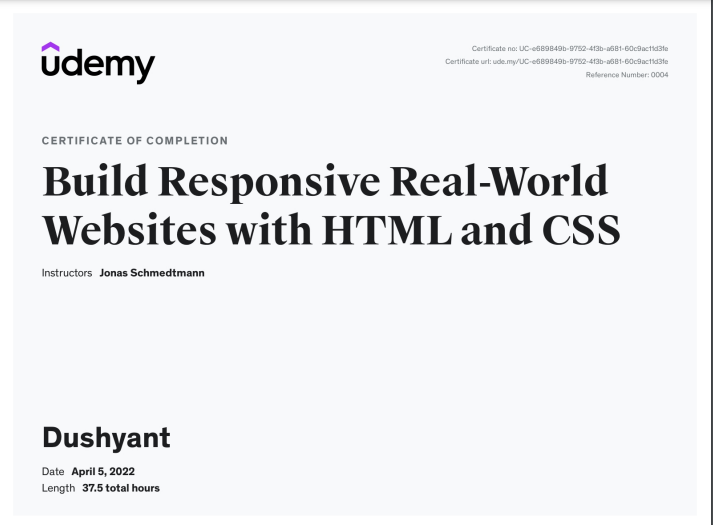 udemy
Certificate no: UC-e689849b-9752-4f3b-a681-60c9ac11d3fe
Certificate url: ude.my/UC-e689849b-9752-4f3b-a681-60c9ac11d3fe
Reference Number: 0004
CERTIFICATE OF COMPLETION
Build Responsive Real-World
Websites with HTML and CSS
Instructors Jonas Schmedtmann
Dushyant
Date April 5, 2022
Length 37.5 total hours